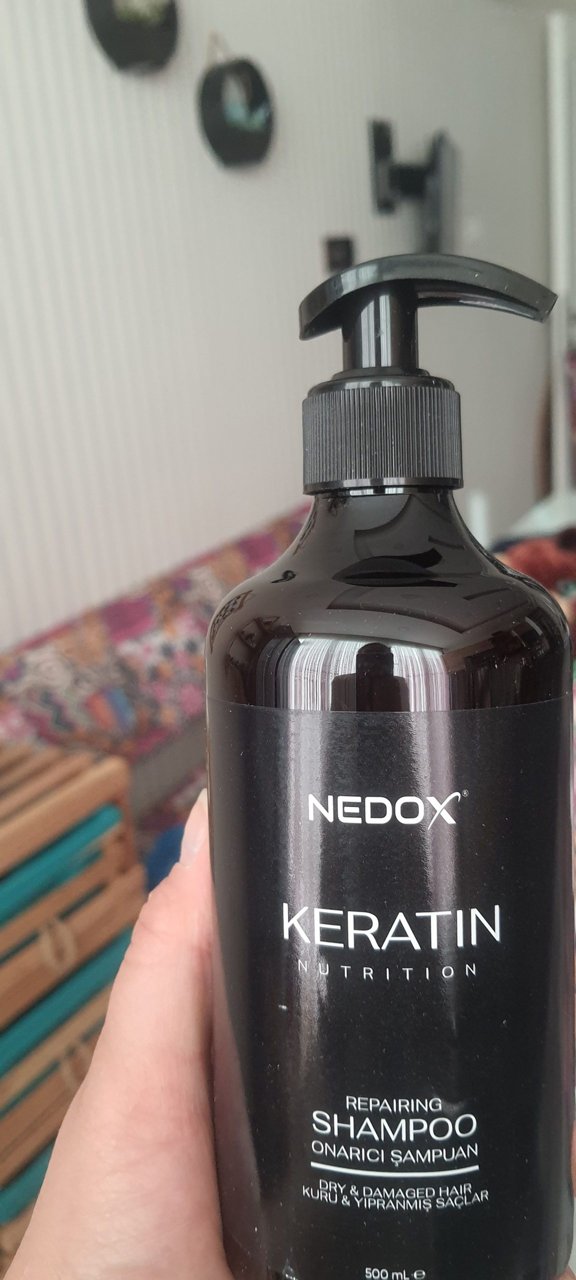 NEDOX®
KERATIN
NUTRITION
REPAIRING
SHAMPOO
ONARICI ŞAMPUAN
DRY & DAMAGED HAIR
KURU & YIPRANMIŞ SAÇLAR
500 mL ℮